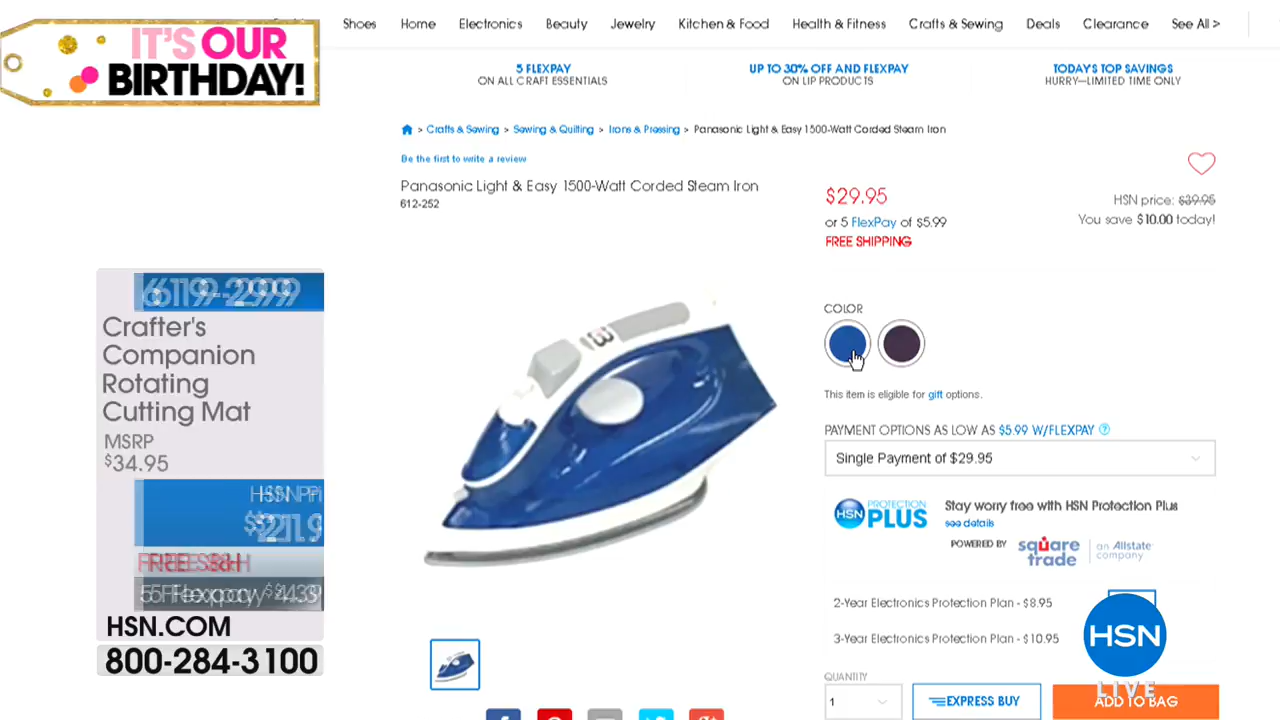 IT'S OUR
BIRTHDAY!
Shoes Home Electronics Beauty Jewelry Kitchen & Food Health & Fitness Crafts & Sewing Deals Clearance See All >
5 FLEXPAY
ON ALL CRAFT ESSENTIALS
UP TO 30% OFF AND FLEXPAY
ON LIP PRODUCTS
TODAY'S TOP SAVINGS
HURRY—LIMITED TIME ONLY
> Crafts & Sewing > Sewing & Quilting > Irons & Pressing > Panasonic Light & Easy 1500-Watt Corded Steam Iron
Be the first to write a review
Panasonic Light & Easy 1500-Watt Corded Steam Iron
612-252
$29.95
or 5 FlexPay of $5.99
FREE SHIPPING
HSN price: $39.95
You save $10.00 today!
COLOR
This item is eligible for gift options.
PAYMENT OPTIONS AS LOW AS $5.99 W/FLEXPAY ?
Single Payment of $29.95
HSN PROTECTION
PLUS
Stay worry free with HSN Protection Plus
see details
POWERED BY
square
trade
an Allstate
company
2-Year Electronics Protection Plan - $8.95
3-Year Electronics Protection Plan - $10.95
QUANTITY
1
EXPRESS BUY
ADD TO BAG
HSN
LIVE
Crafter's
Companion
Rotating
Cutting Mat
MSRP
$34.95
HSN.COM
800-284-3100